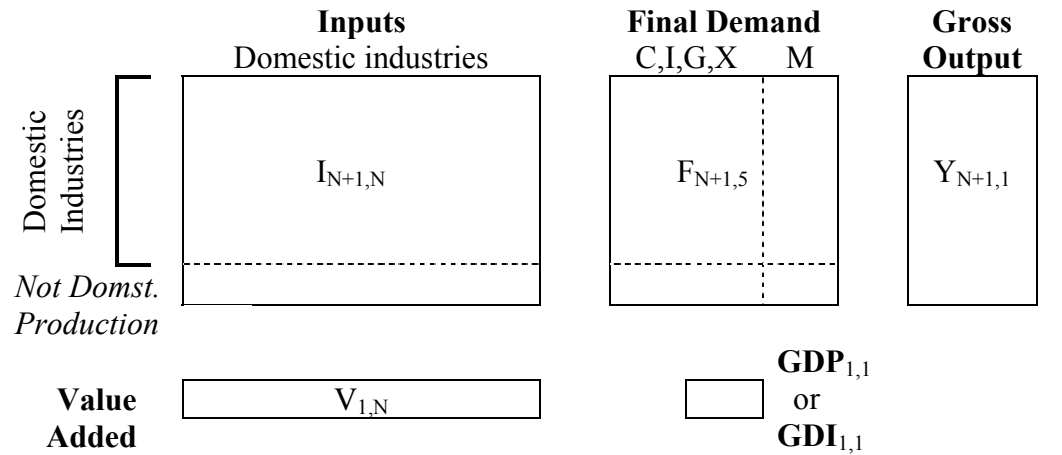 Inputs
Domestic industries
Final Demand
C,I,G,X
M
Gross
Output
Domestic
Industries
I_{N+1,N}
F_{N+1,5}
Y_{N+1,1}
Not Domst.
Production
Value
Added
V_{1,N}
GDP_{1,1}
or
GDI_{1,1}